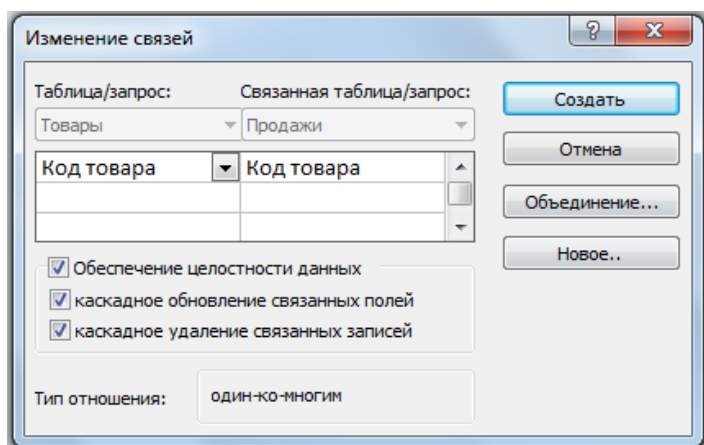 Изменение связей
Таблица/запрос: Связанная таблица/запрос:
Товары Продажи
Код товара Код товара
Обеспечение целостности данных
каскадное обновление связанных полей
каскадное удаление связанных записей
Тип отношения: один-ко-многим
Создать
Отмена
Объединение...
Новое..